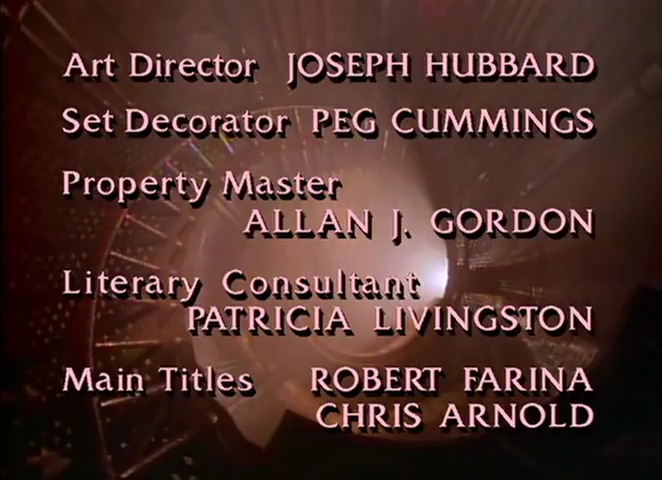 Art Director JOSEPH HUBBARD
Set Decorator PEG CUMMINGS
Property Master
ALLAN J. GORDON
Literary Consultant
PATRICIA LIVINGSTON
Main Titles ROBERT FARINA
CHRIS ARNOLD